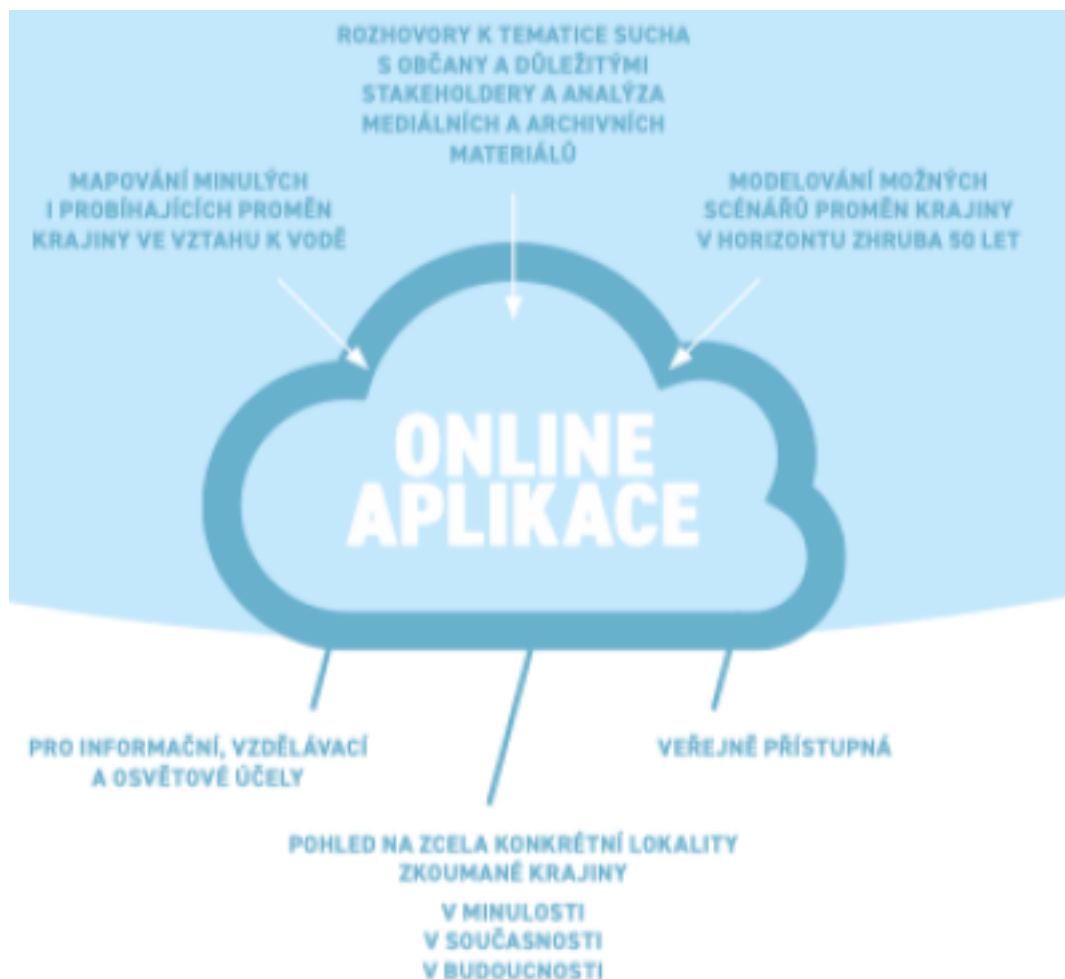 ROZHOVORY K TEMATICE SUCHA
S OBČANY A DŮLEŽITÝMI
STAKEHOLDERY A ANALÝZA
MEDIÁLNÍCH A ARCHIVNÍCH
MATERIÁLŮ
MAPOVÁNÍ MINULÝCH
I PROBÍHAJÍCÍCH PROMĚN
KRAJINY VE VZTAHU K VODĚ
MODELOVÁNÍ MOŽNÝCH
SCÉNÁŘŮ PROMĚN KRAJINY
V HORIZONTU ZHRUBA 50 LET
ONLINE
APLIKACE
PRO INFORMAČNÍ, VZDĚLÁVACÍ
A OSVĚTOVÉ ÚČELY
VEŘEJNĚ PŘÍSTUPNÁ
POHLED NA ZCELA KONKRÉTNÍ LOKALITY
ZKOUMANÉ KRAJINY
V MINULOSTI
V SOUČASNOSTI
V BUDOUCNOSTI